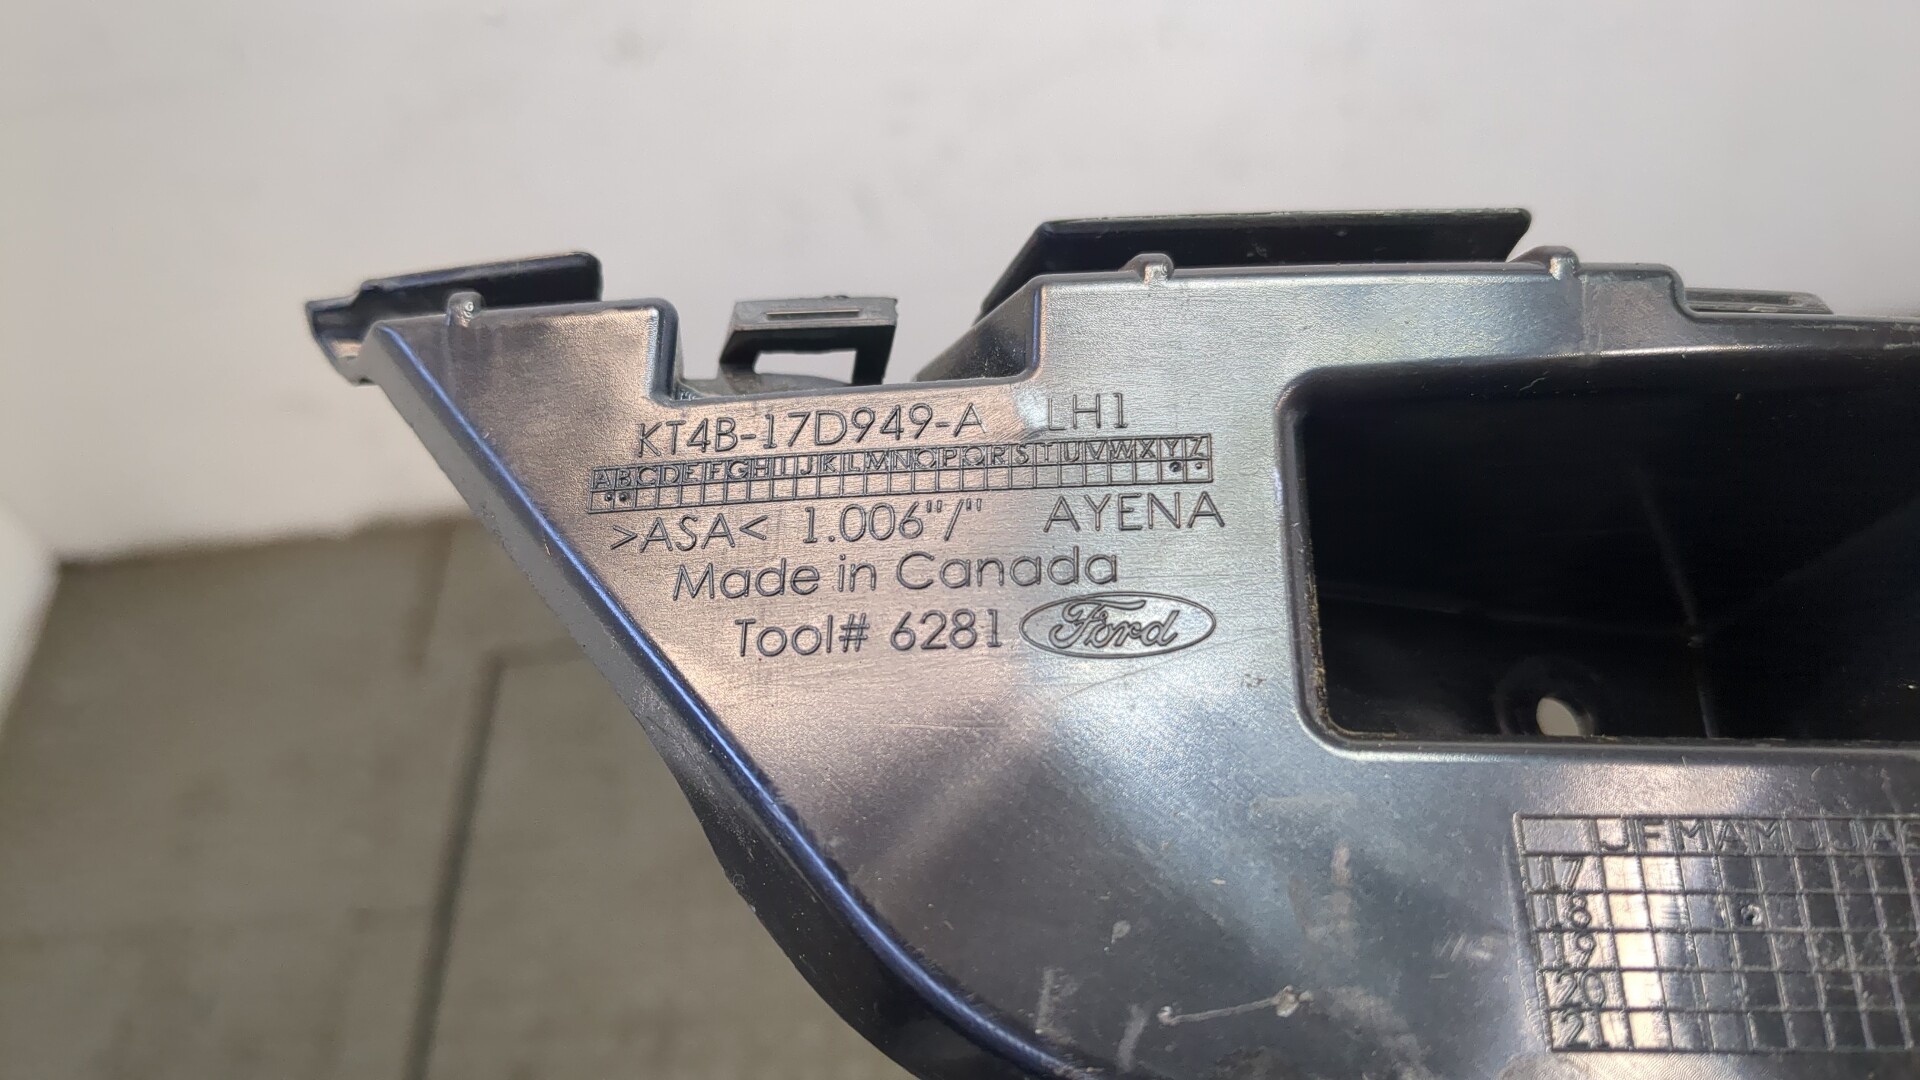 KT4B-17D949-A LH1
ABCDEFGHIJKLMNOPQRSTUVWXYZ
>ASA< 1.006"/" AYENA
Made in Canada
Tool# 6281 Ford
JFMAMJJAS
17
18
19
20
21